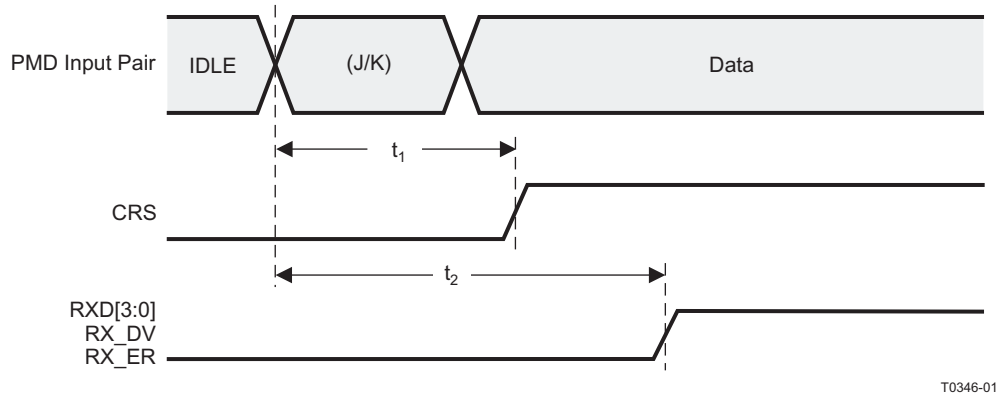 PMD Input Pair
IDLE
(J/K)
Data
t1
CRS
t2
RXD[3:0]
RX_DV
RX_ER
T0346-01